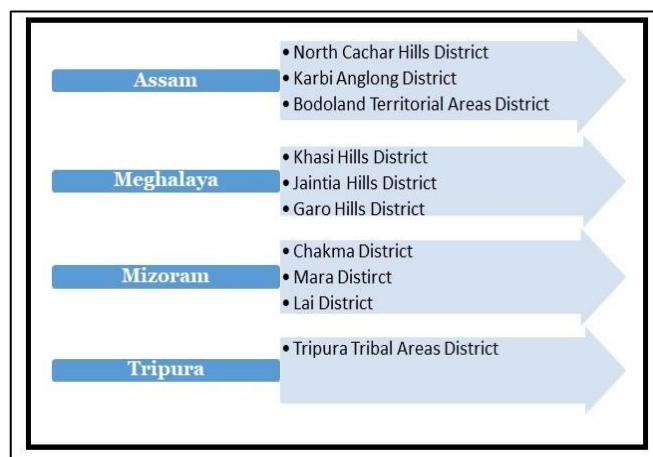 Assam
• North Cachar Hills District
• Karbi Anglong District
• Bodoland Territorial Areas District
Meghalaya
• Khasi Hills District
• Jaintia Hills District
• Garo Hills District
Mizoram
• Chakma District
• Mara Distirct
• Lai District
Tripura
• Tripura Tribal Areas District